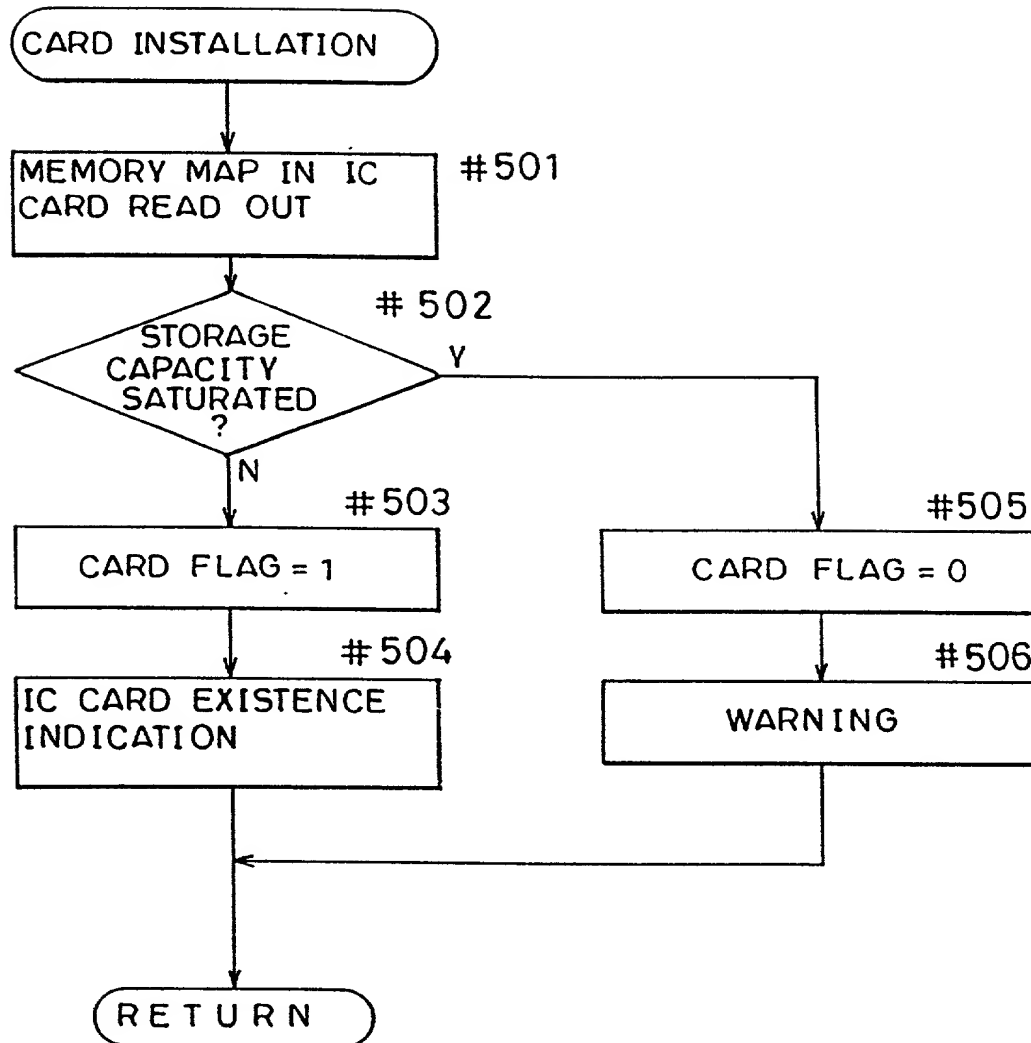 CARD INSTALLATION
MEMORY MAP IN IC
CARD READ OUT
#501
#502
STORAGE
CAPACITY
SATURATED
?
Y
N
#503
CARD FLAG = 1
#505
CARD FLAG = 0
#504
IC CARD EXISTENCE
INDICATION
#506
WARNING
RETURN